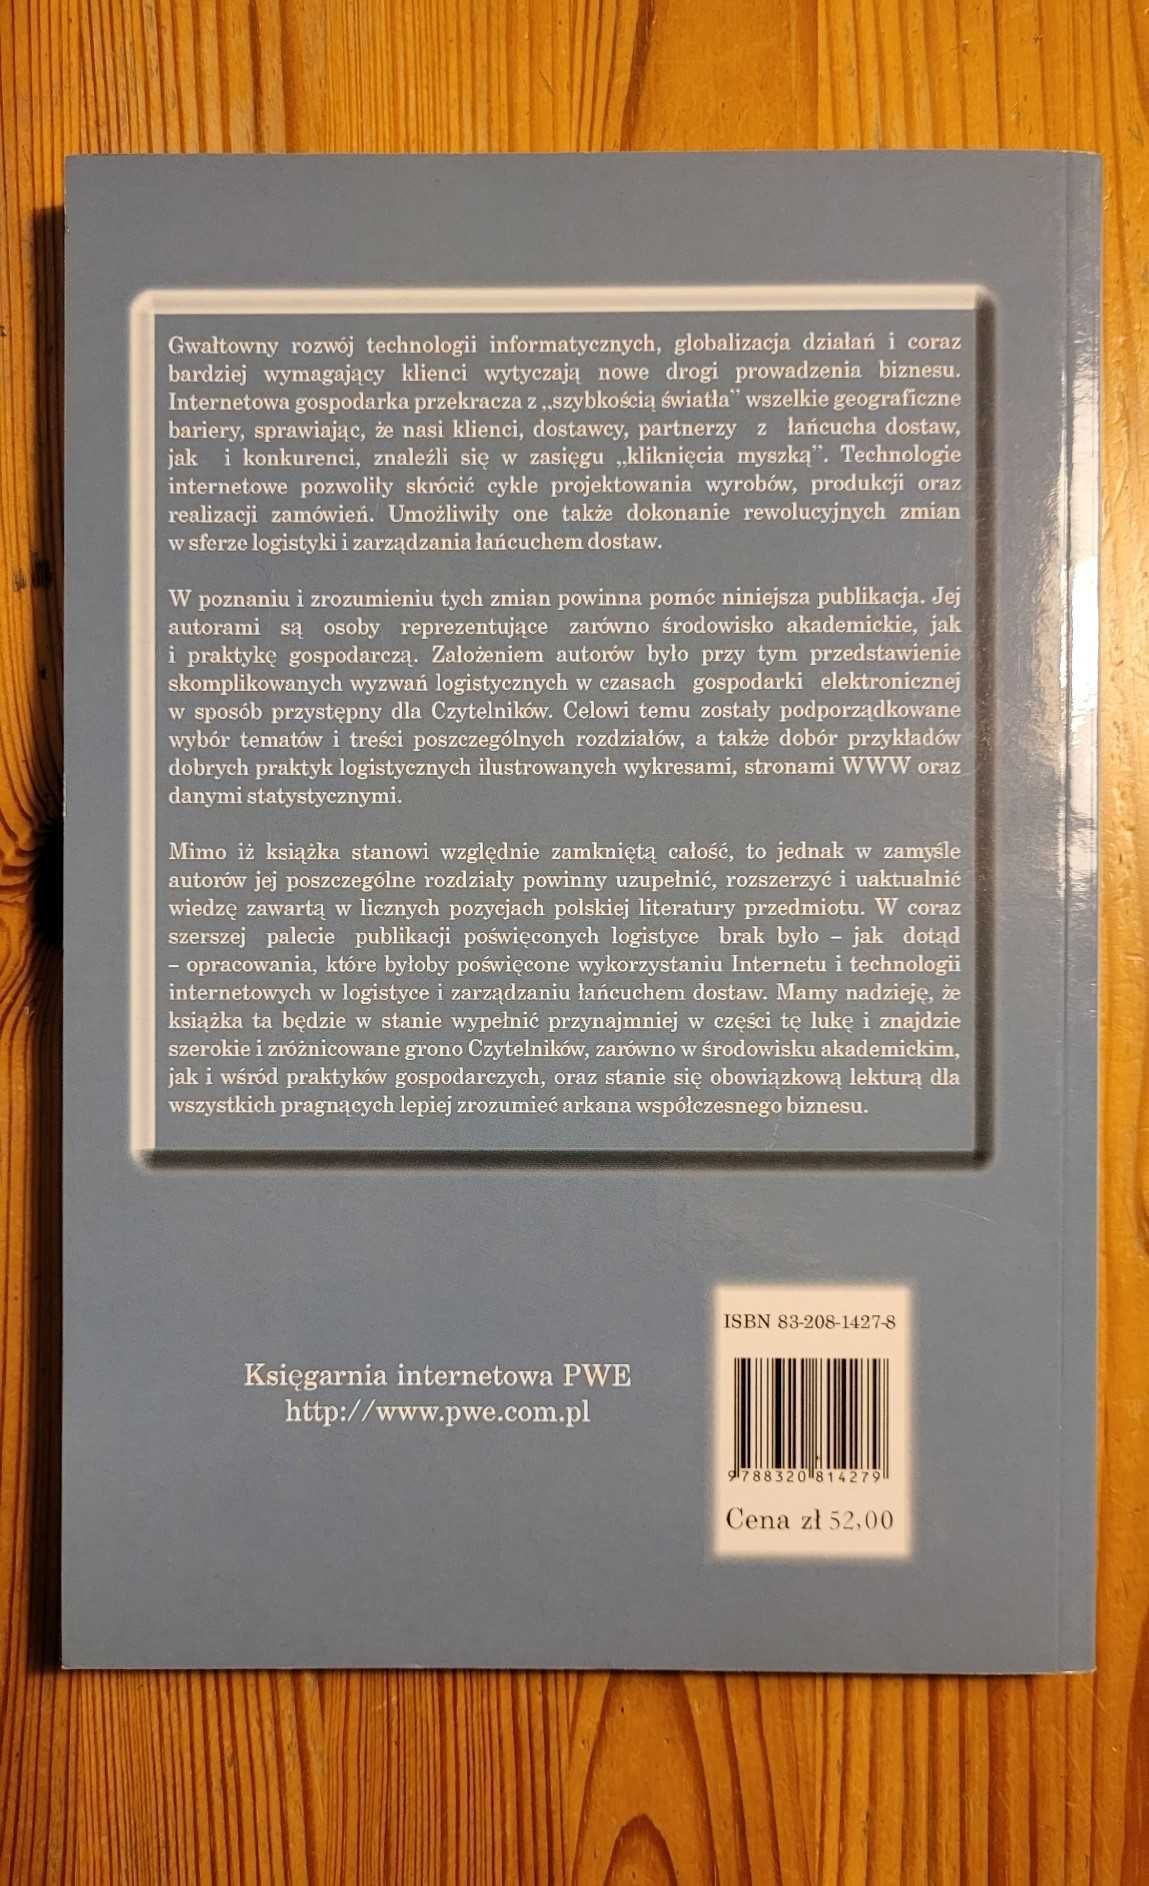 Gwałtowny rozwój technologii informatycznych, globalizacja działań i coraz
bardziej wymagający klienci wytyczają nowe drogi prowadzenia biznesu.
Internetowa gospodarka przekracza z „szybkością światła" wszelkie geograficzne
bariery, sprawiając, że nasi klienci, dostawcy, partnerzy z łańcucha dostaw,
jak i konkurenci, znaleźli się w zasięgu „kliknięcia myszką". Technologie
internetowe pozwoliły skrócić cykle projektowania wyrobów, produkcji oraz
realizacji zamówień. Umożliwiły one także dokonanie rewolucyjnych zmian
w sferze logistyki i zarządzania łańcuchem dostaw.
W poznaniu i zrozumieniu tych zmian powinna pomóc niniejsza publikacja. Jej
autorami są osoby reprezentujące zarówno środowisko akademickie, jak
i praktykę gospodarczą. Założeniem autorów było przy tym przedstawienie
skomplikowanych wyzwań logistycznych w czasach gospodarki elektronicznej
w sposób przystępny dla Czytelników. Celowi temu zostały podporządkowane
wybór tematów i treści poszczególnych rozdziałów, a także dobór przykładów
dobrych praktyk logistycznych ilustrowanych wykresami, stronami WWW oraz
danymi statystycznymi.
Mimo iż książka stanowi względnie zamkniętą całość, to jednak w zamyśle
autorów jej poszczególne rozdziały powinny uzupełnić, rozszerzyć i uaktualnić
wiedzę zawartą w licznych pozycjach polskiej literatury przedmiotu. W coraz
szerszej palecie publikacji poświęconych logistyce brak było – jak dotąd
– opracowania, które byłoby poświęcone wykorzystaniu Internetu i technologii
internetowych w logistyce i zarządzaniu łańcuchem dostaw. Mamy nadzieję, że
książka ta będzie w stanie wypełnić przynajmniej w części tę lukę i znajdzie
szerokie i zróżnicowane grono Czytelników, zarówno w środowisku akademickim,
jak i wśród praktyków gospodarczych, oraz stanie się obowiązkową lekturą dla
wszystkich pragnących lepiej zrozumieć arkana współczesnego biznesu.
Księgarnia internetowa PWE
http://www.pwe.com.pl
ISBN 83-208-1427-8
9 788320 814279
Cena zł 52,00